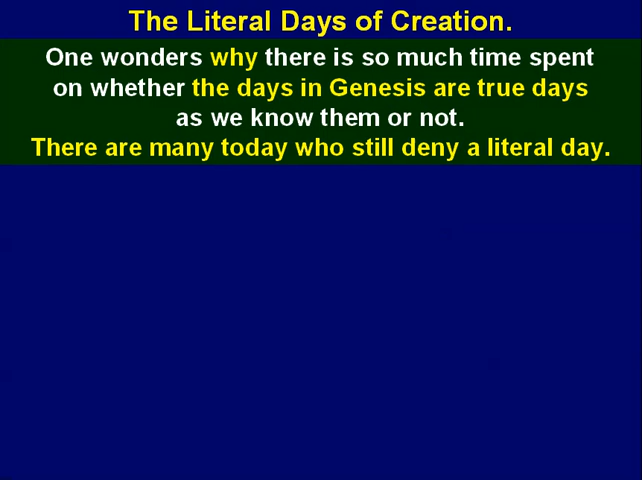 The Literal Days of Creation.
One wonders why there is so much time spent
on whether the days in Genesis are true days
as we know them or not.
There are many today who still deny a literal day.